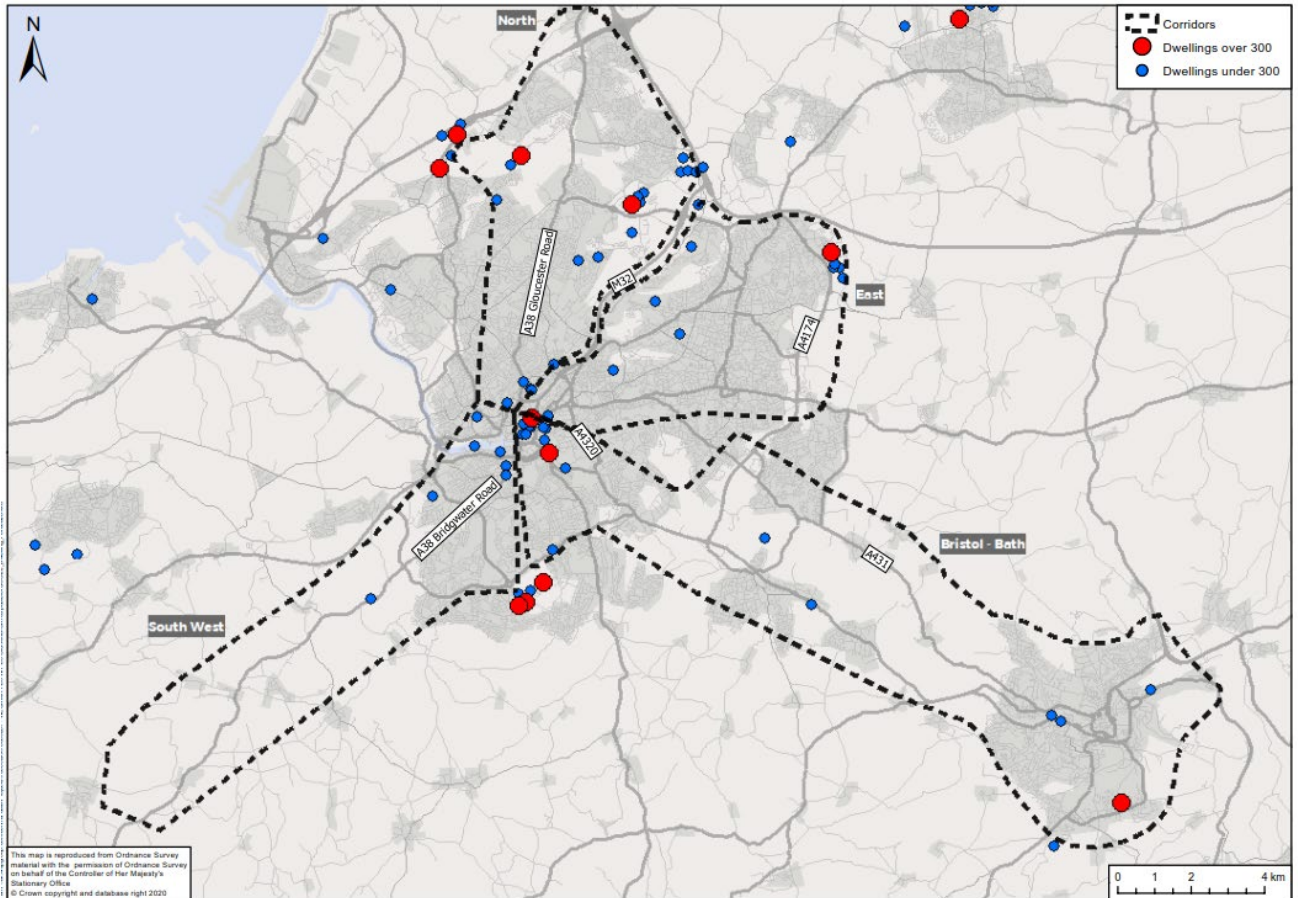 N
North
Corridors
Dwellings over 300
Dwellings under 300
A38 Gloucester Road
M32
East
A4174
A4320
A38 Bridgwater Road
Bristol - Bath
A431
South West
This map is reproduced from Ordnance Survey
material with the permission of Ordnance Survey
on behalf of the Controller of Her Majesty's
Stationary Office
© Crown copyright and database right 2020
0 1 2 4 km